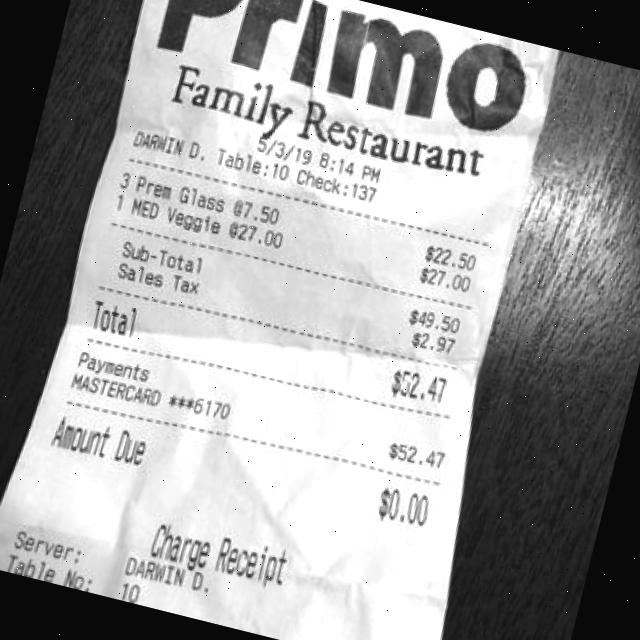 Primo
Family Restaurant
5/3/19 8:14 PM
DARWIN D. Table:10 Check:137
3 Prem Glass @7.50 $22.50
1 MED Veggie @27.00 $27.00
Sub-Total $49.50
Sales Tax $2.97
Total $52.47
Payments
MASTERCARD ***6170 $52.47
Amount Due $0.00
Charge Receipt
Server: DARWIN D.
Table No: 10